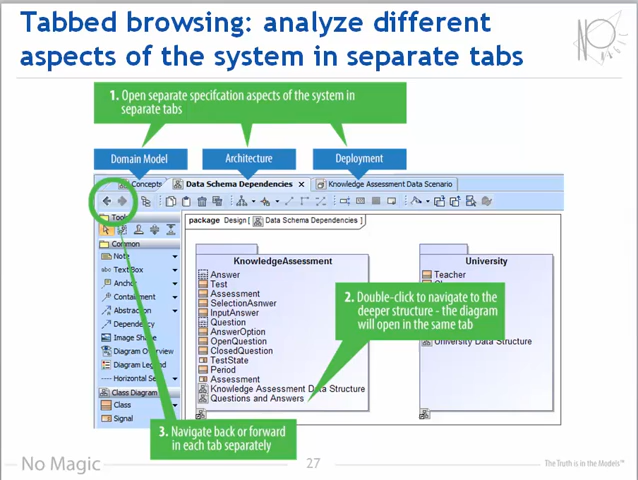 Tabbed browsing: analyze different
aspects of the system in separate tabs
NO
1. Open separate specifcation aspects of the system in
separate tabs
Domain Model
Architecture
Deployment
Concepts
Data Schema Dependencies
Knowledge Assessment Data Scenario
Tools
package Design [ Data Schema Dependencies ]
Common
Note
Text Box
Anchor
Containment
Abstraction
Dependency
Image Shape
Diagram Overview
Diagram Legend
Horizontal Se
Class Diagram
Class
Signal
KnowledgeAssessment
Answer
Test
Assessment
SelectionAsnwer
InputAnswer
Question
AnswerOption
OpenQuestion
ClosedQuestion
TestState
Period
Assessment
Knowledge Assessment Data Structure
Questions and Answers
University
Teacher
University Data Structure
2. Double-click to navigate to the
deeper structure - the diagram
will open in the same tab
3. Navigate back or forward
in each tab separately
No Magic
27
The Truth is in the Models™